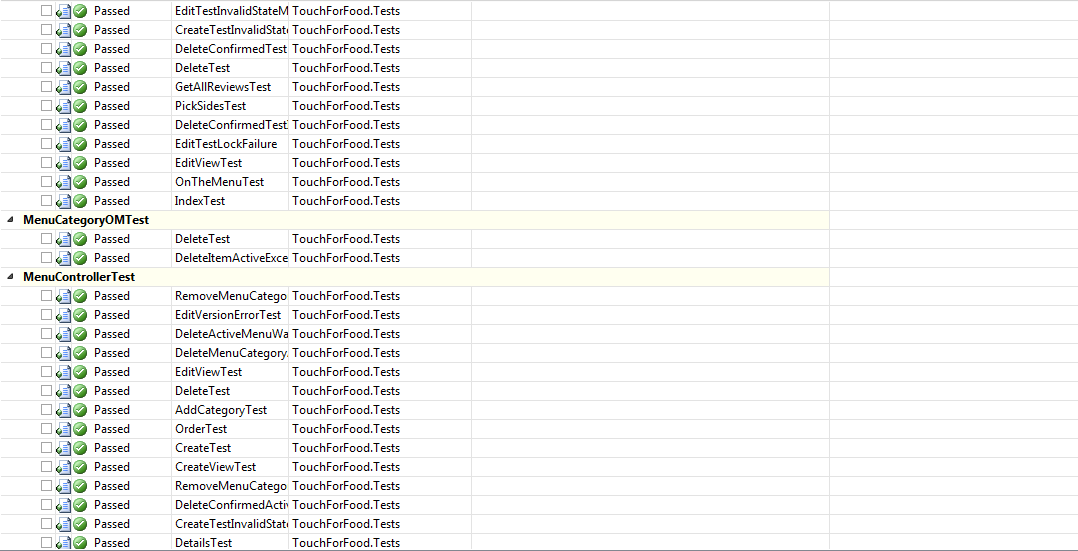 Passed EditTestInvalidStateM TouchForFood.Tests
Passed CreateTestInvalidState TouchForFood.Tests
Passed DeleteConfirmedTest TouchForFood.Tests
Passed DeleteTest TouchForFood.Tests
Passed GetAllReviewsTest TouchForFood.Tests
Passed PickSidesTest TouchForFood.Tests
Passed DeleteConfirmedTest TouchForFood.Tests
Passed EditTestLockFailure TouchForFood.Tests
Passed EditViewTest TouchForFood.Tests
Passed OnTheMenuTest TouchForFood.Tests
Passed IndexTest TouchForFood.Tests
MenuCategoryOMTest
Passed DeleteTest TouchForFood.Tests
Passed DeleteItemActiveExce TouchForFood.Tests
MenuControllerTest
Passed RemoveMenuCatego TouchForFood.Tests
Passed EditVersionErrorTest TouchForFood.Tests
Passed DeleteActiveMenuWa TouchForFood.Tests
Passed DeleteMenuCategory TouchForFood.Tests
Passed EditViewTest TouchForFood.Tests
Passed DeleteTest TouchForFood.Tests
Passed AddCategoryTest TouchForFood.Tests
Passed OrderTest TouchForFood.Tests
Passed CreateTest TouchForFood.Tests
Passed CreateViewTest TouchForFood.Tests
Passed RemoveMenuCatego TouchForFood.Tests
Passed DeleteConfirmedActi TouchForFood.Tests
Passed CreateTestInvalidState TouchForFood.Tests
Passed DetailsTest TouchForFood.Tests